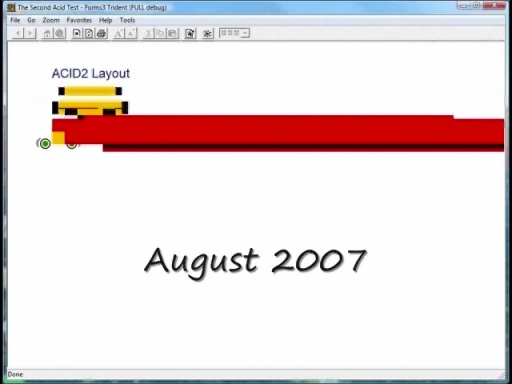 The Second Acid Test - Forms3 Trident (FULL debug)
File Go Zoom Favorites Help Tools
ACID2 Layout
August 2007
Done